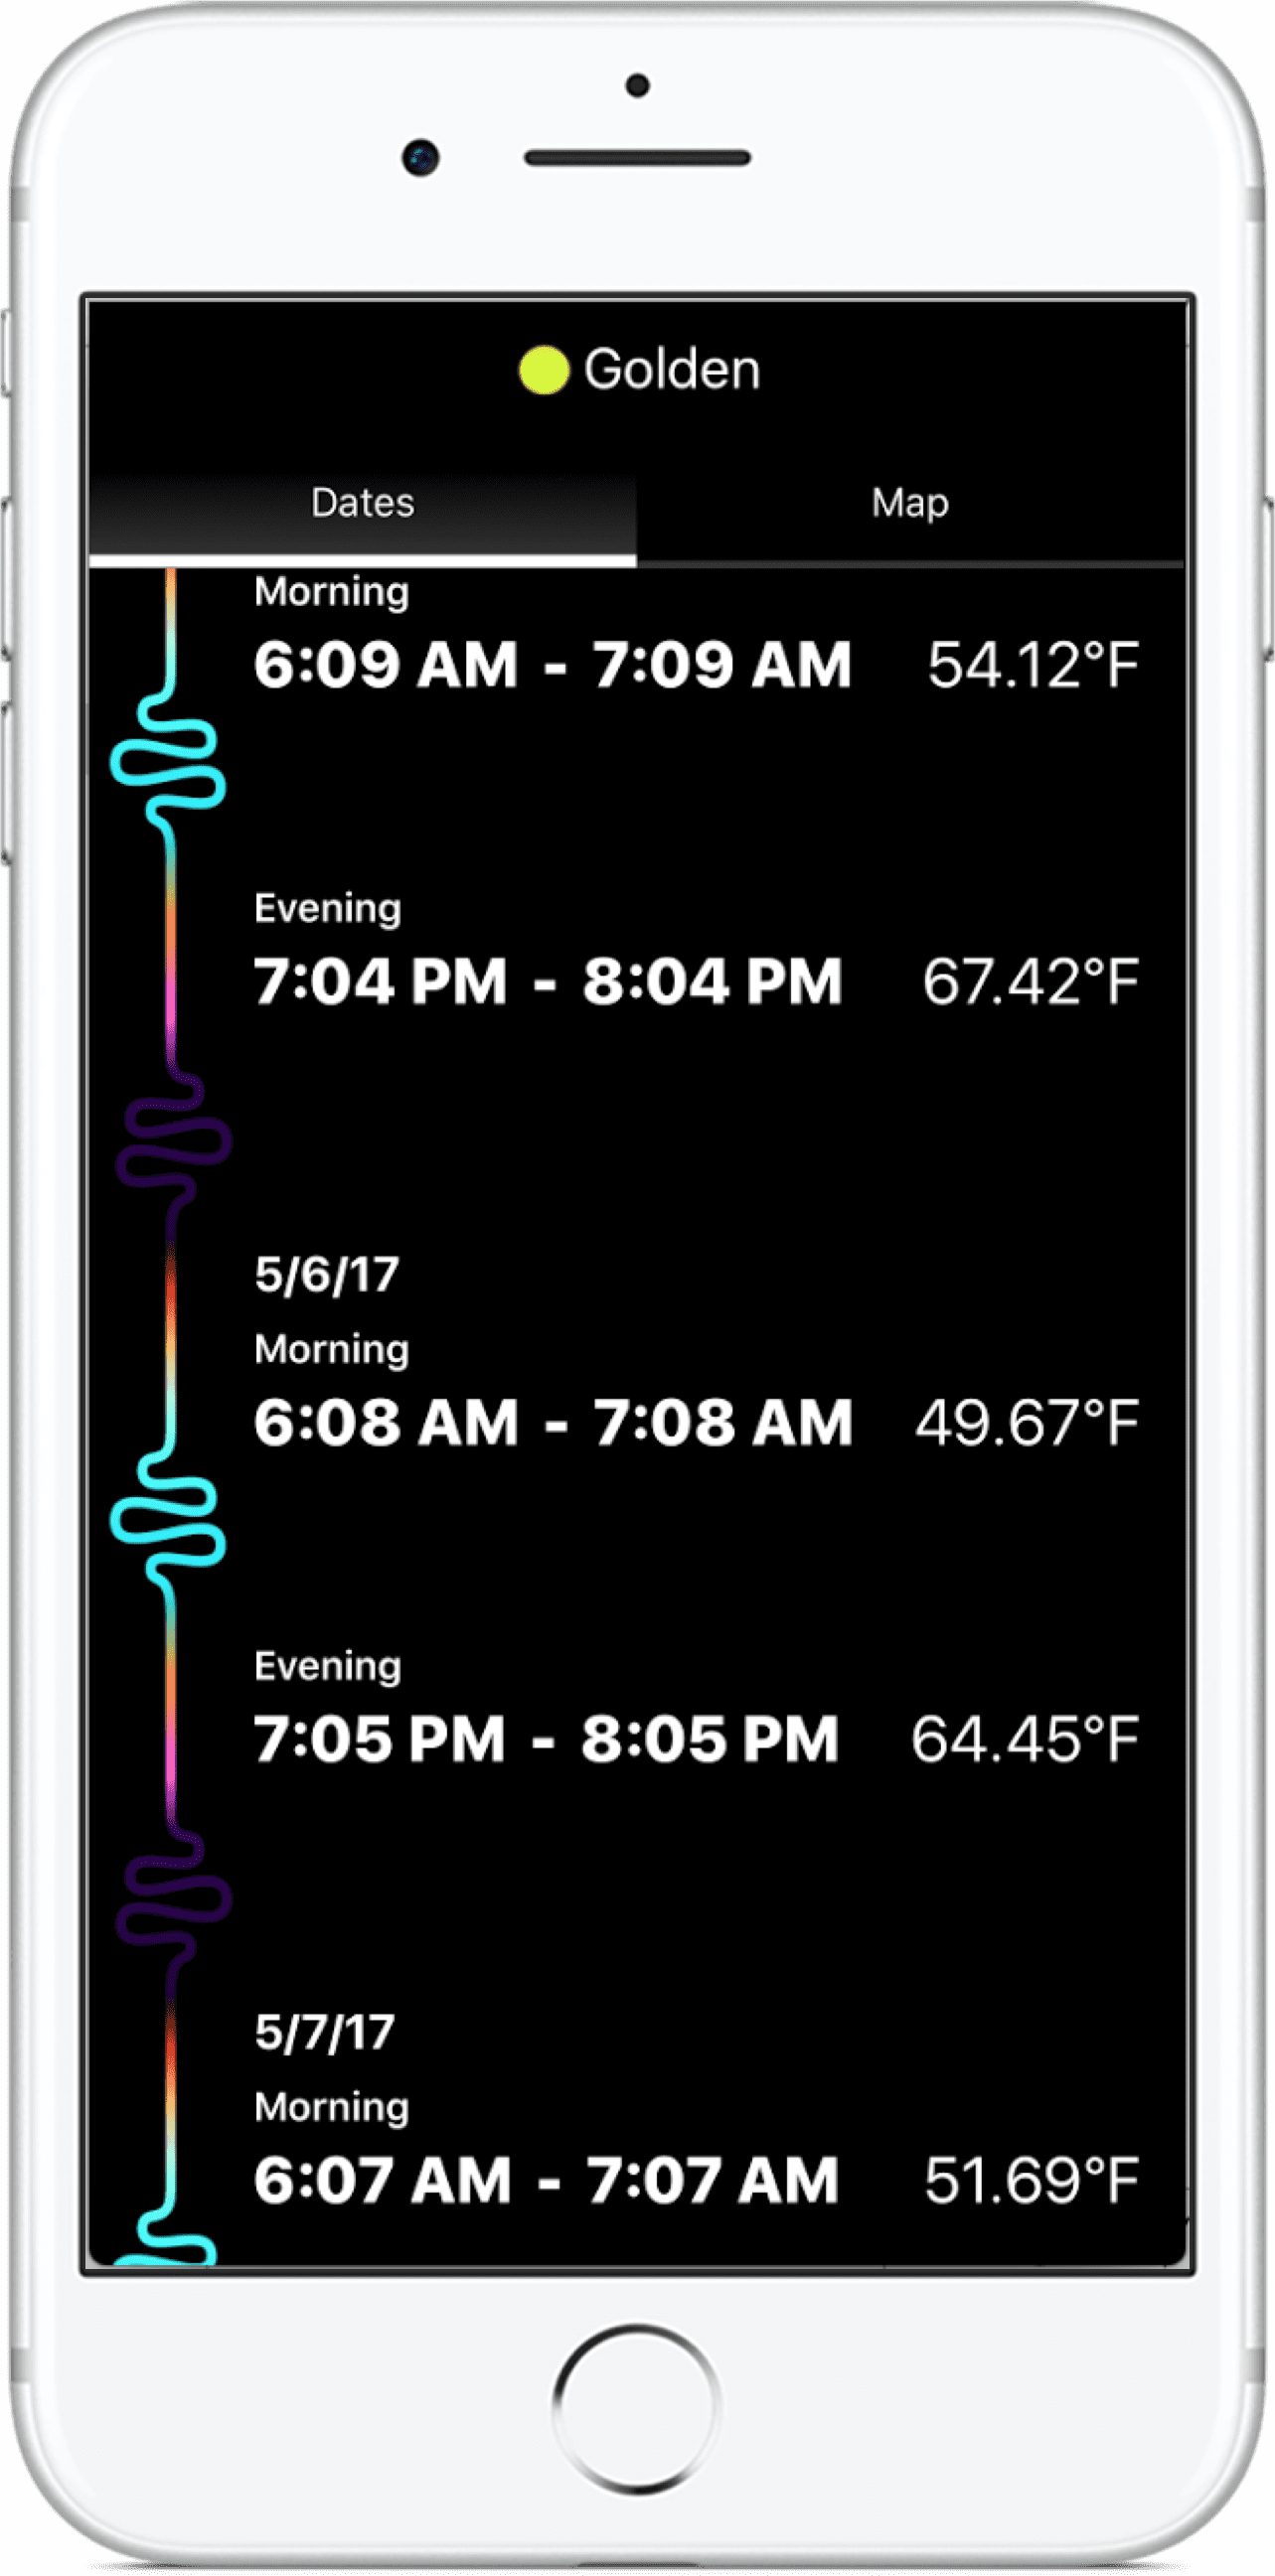 Golden
Dates Map
Morning
6:09 AM - 7:09 AM 54.12°F
Evening
7:04 PM - 8:04 PM 67.42°F
5/6/17
Morning
6:08 AM - 7:08 AM 49.67°F
Evening
7:05 PM - 8:05 PM 64.45°F
5/7/17
Morning
6:07 AM - 7:07 AM 51.69°F